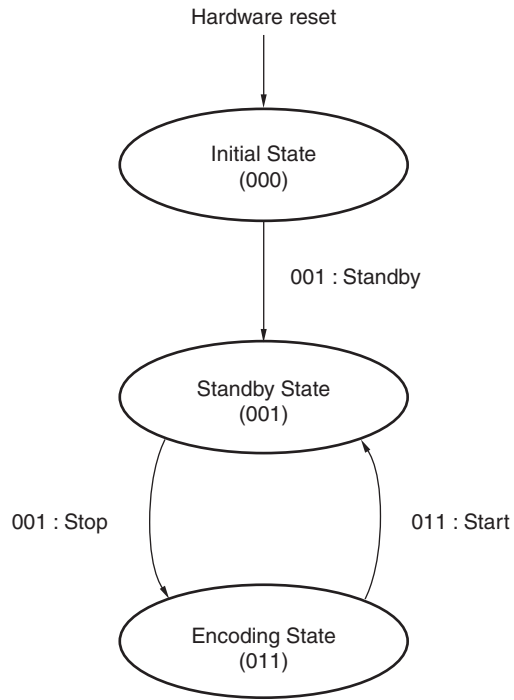 Hardware reset
Initial State
(000)
001 : Standby
Standby State
(001)
001 : Stop
011 : Start
Encoding State
(011)